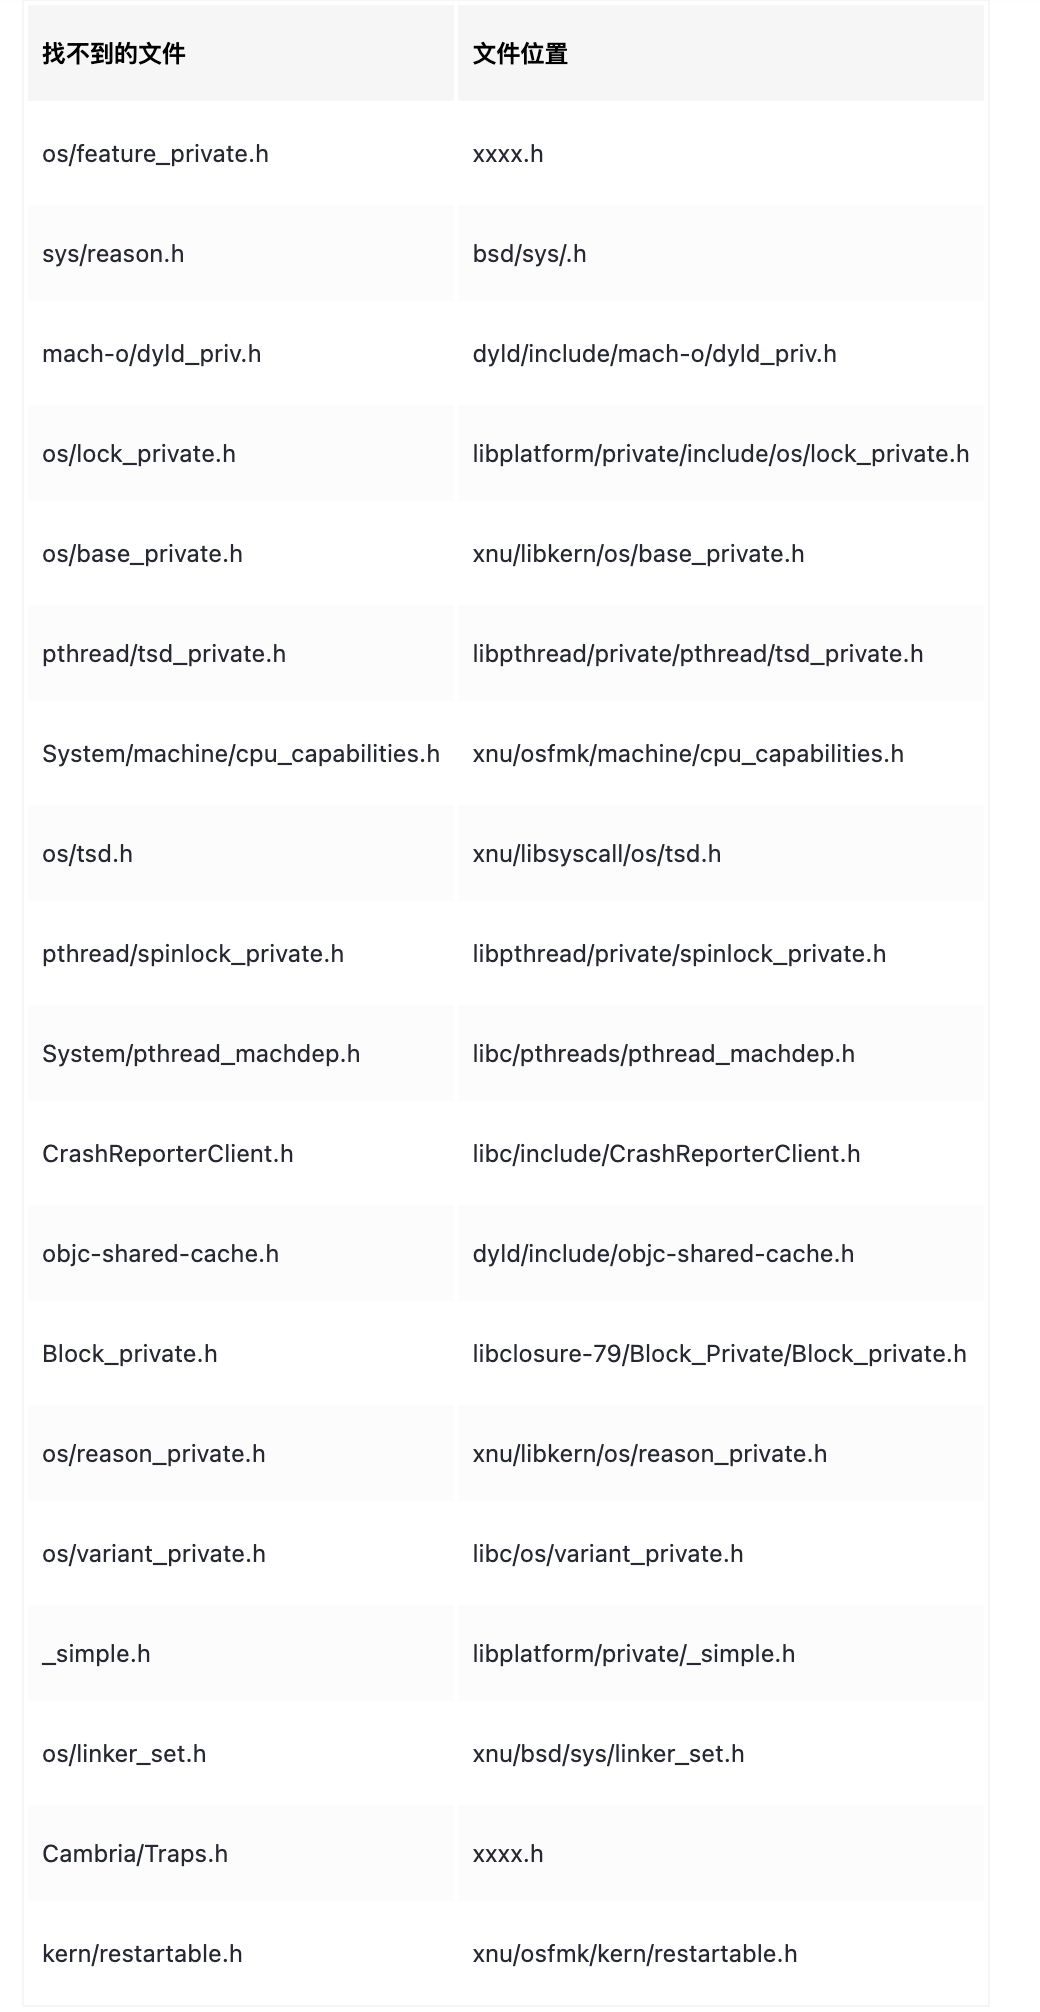 找不到的文件 文件位置
os/feature_private.h xxxx.h
sys/reason.h bsd/sys/.h
mach-o/dyld_priv.h dyld/include/mach-o/dyld_priv.h
os/lock_private.h libplatform/private/include/os/lock_private.h
os/base_private.h xnu/libkern/os/base_private.h
pthread/tsd_private.h libpthread/private/pthread/tsd_private.h
System/machine/cpu_capabilities.h xnu/osfmk/machine/cpu_capabilities.h
os/tsd.h xnu/libsyscall/os/tsd.h
pthread/spinlock_private.h libpthread/private/spinlock_private.h
System/pthread_machdep.h libc/pthreads/pthread_machdep.h
CrashReporterClient.h libc/include/CrashReporterClient.h
objc-shared-cache.h dyld/include/objc-shared-cache.h
Block_private.h libclosure-79/Block_Private/Block_private.h
os/reason_private.h xnu/libkern/os/reason_private.h
os/variant_private.h libc/os/variant_private.h
_simple.h libplatform/private/_simple.h
os/linker_set.h xnu/bsd/sys/linker_set.h
Cambria/Traps.h xxxx.h
kern/restartable.h xnu/osfmk/kern/restartable.h